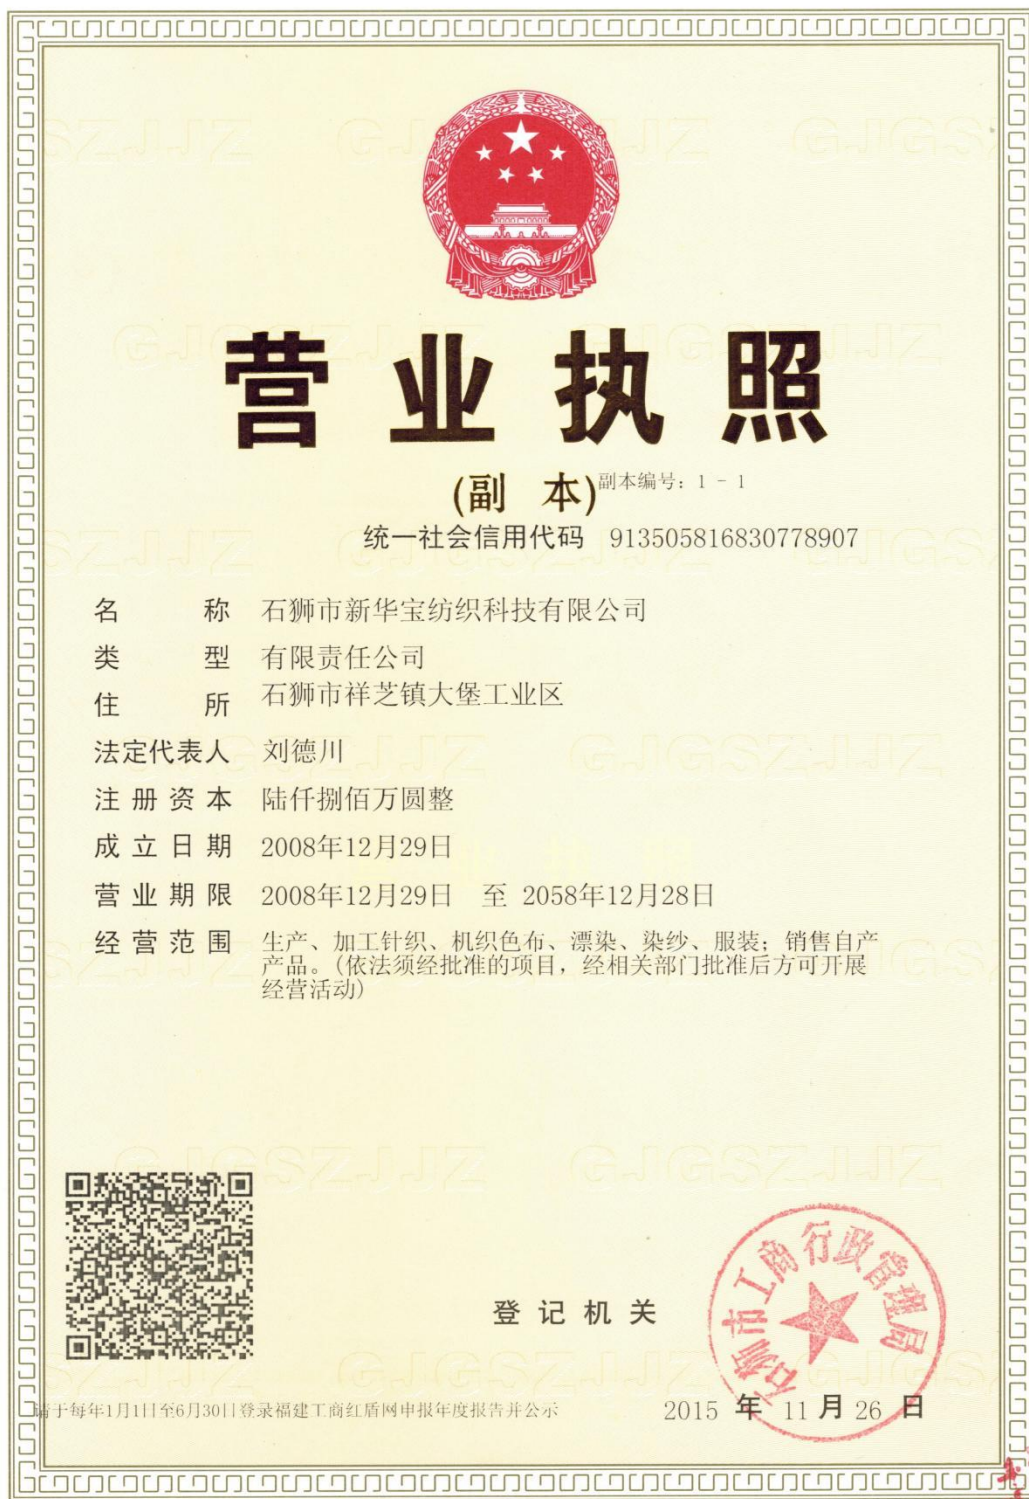 营业执照
(副 本) 副本编号：1 - 1
统一社会信用代码 913505816830778907
名 称 石狮市新华宝纺织科技有限公司
类 型 有限责任公司
住 所 石狮市祥芝镇大堡工业区
法定代表人 刘德川
注册资本 陆仟捌佰万圆整
成立日期 2008年12月29日
营业期限 2008年12月29日 至 2058年12月28日
经营范围 生产、加工针织、机织色布、漂染、染纱、服装；销售自产
产品。(依法须经批准的项目，经相关部门批准后方可开展
经营活动)
登记机关
石狮市工商行政管理局
2015 年 11 月 26 日
请于每年1月1日至6月30日登录福建工商红盾网申报年度报告并公示